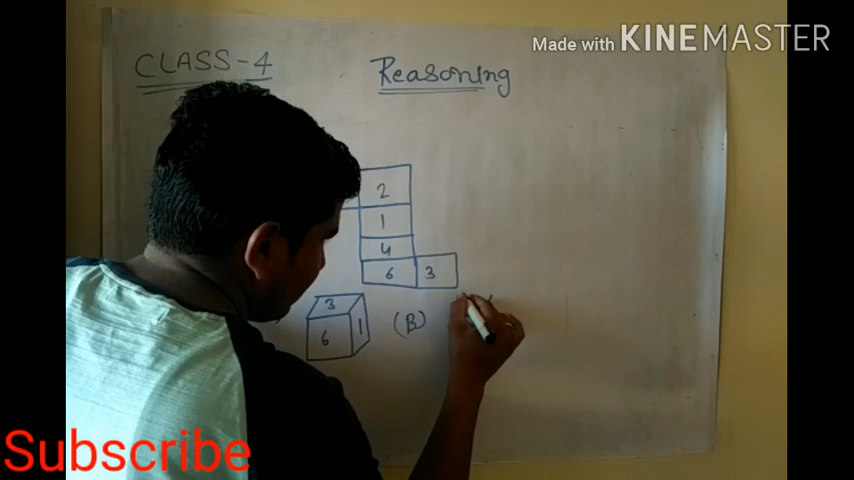 Made with KINEMASTER
CLASS-4
Reasoning
2
1
4
6 3
3
6 1
(B)
Subscribe